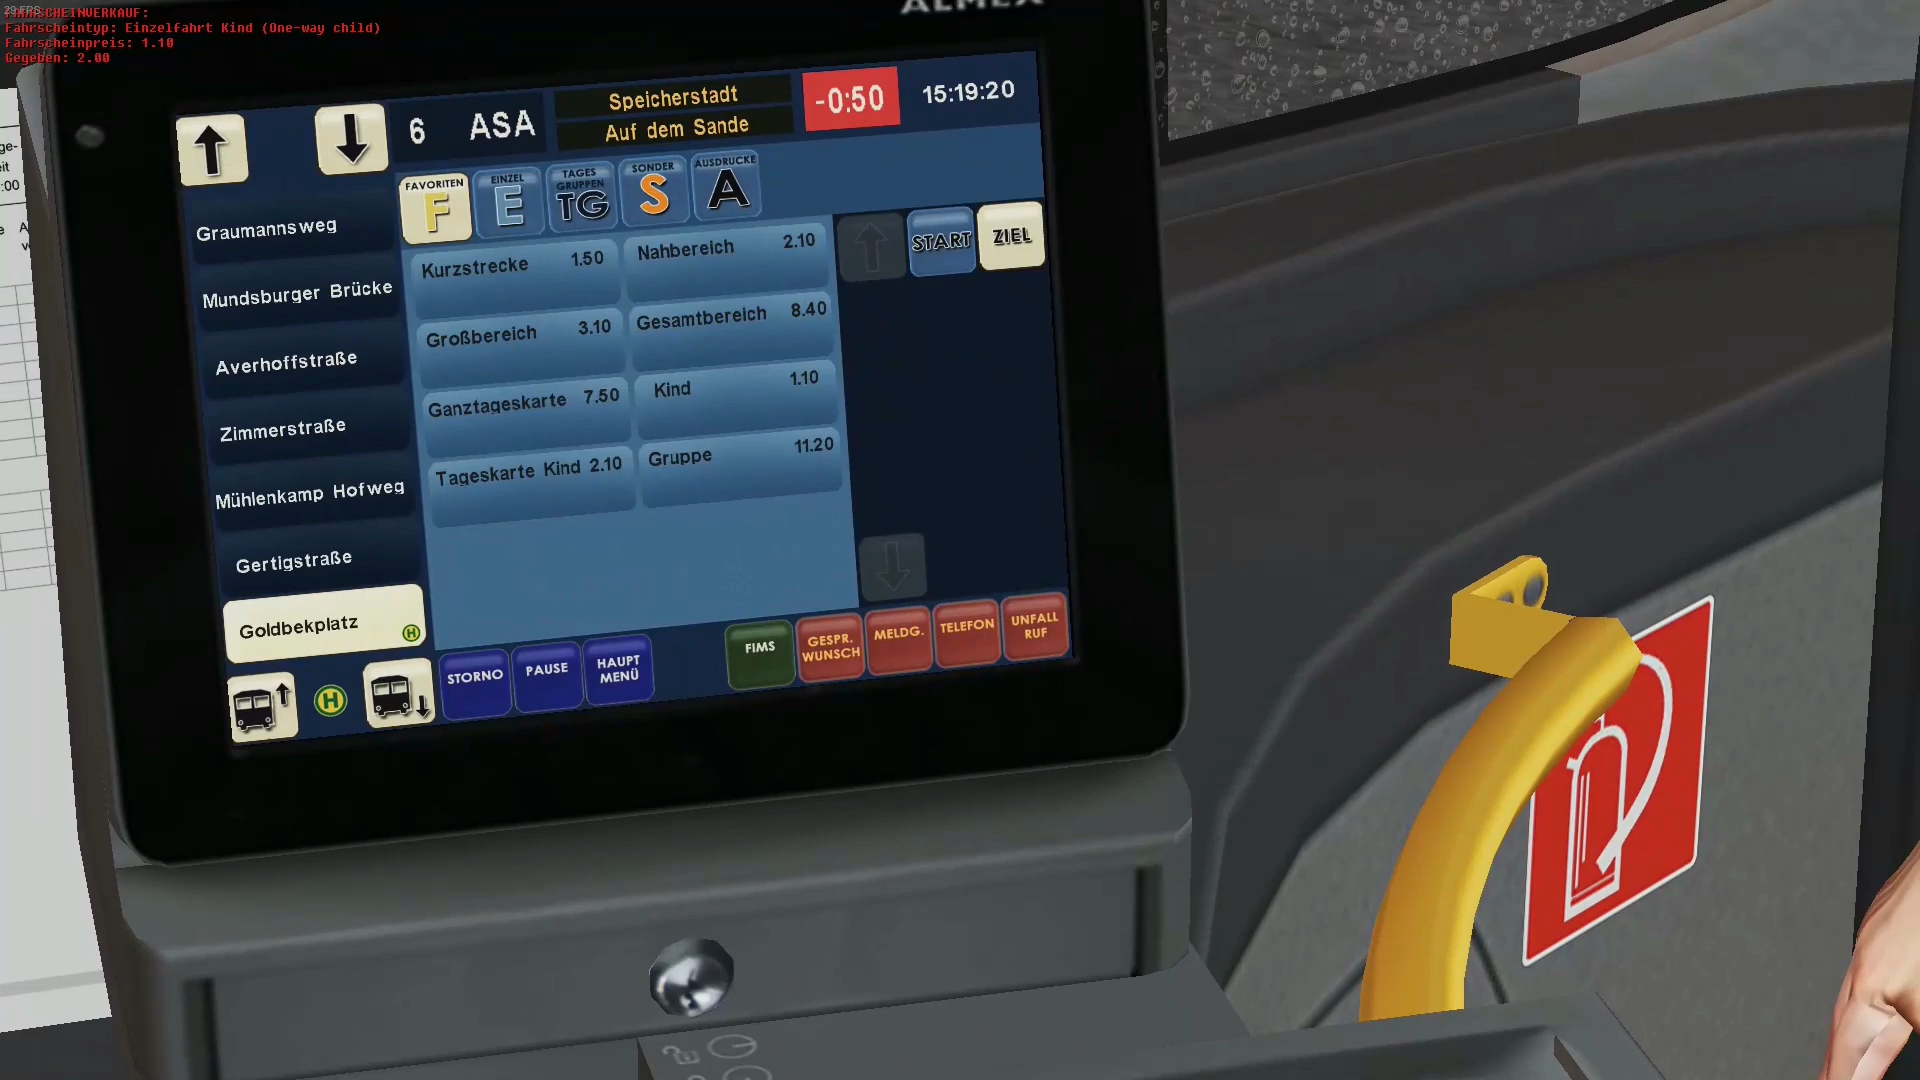 FAHRSCHEINVERKAUF:
Fahrscheintyp: Einzelfahrt Kind (One-way child)
Fahrscheinpreis: 1.10
Gegeben: 2.00
ALMEX
6 ASA
Speicherstadt
Auf dem Sande
-0:50
15:19:20
FAVORITEN
F
EINZEL
E
TAGES
GRUPPEN
TG
SONDER
S
AUSDRUCKE
A
START
ZIEL
Graumannsweg
Mundsburger Brücke
Averhoffstraße
Zimmerstraße
Mühlenkamp Hofweg
Gertigstraße
Goldbekplatz
H
Kurzstrecke 1.50
Nahbereich 2.10
Großbereich 3.10
Gesamtbereich 8.40
Ganztageskarte 7.50
Kind 1.10
Tageskarte Kind 2.10
Gruppe 11.20
H
STORNO
PAUSE
HAUPT
MENÜ
FIMS
GESPR.
WUNSCH
MELDG.
TELEFON
UNFALL
RUF